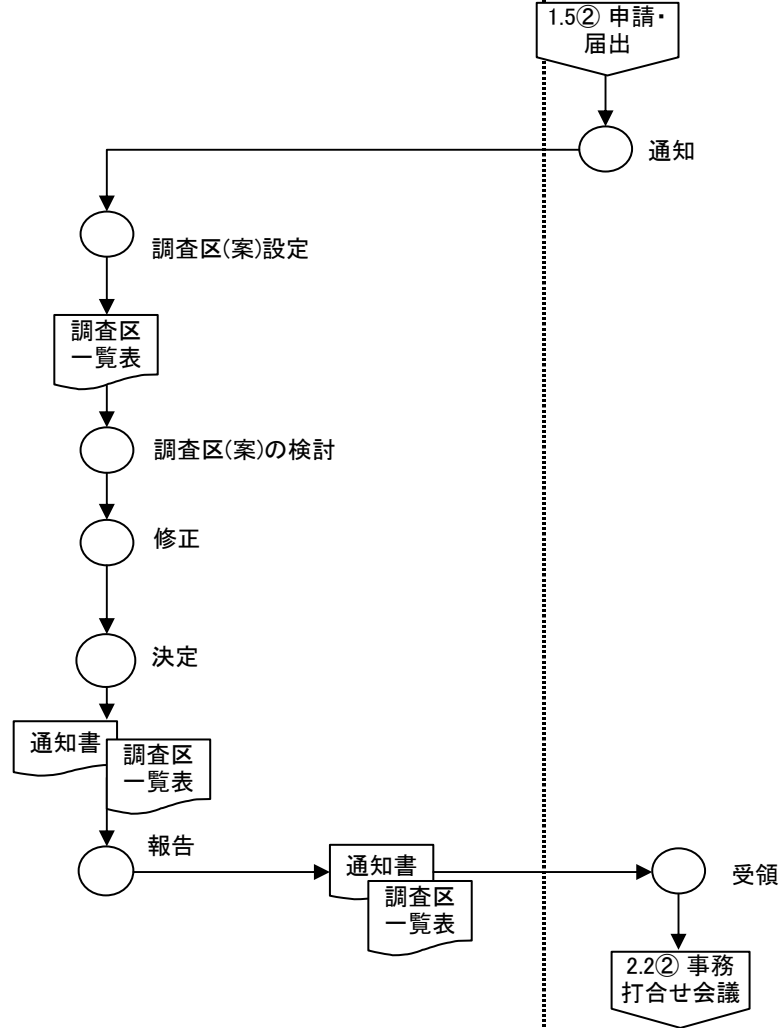 1.5② 申請・
届出
通知
調査区(案)設定
調査区
一覧表
調査区(案)の検討
修正
決定
通知書
調査区
一覧表
報告
通知書
調査区
一覧表
受領
2.2② 事務
打合せ会議